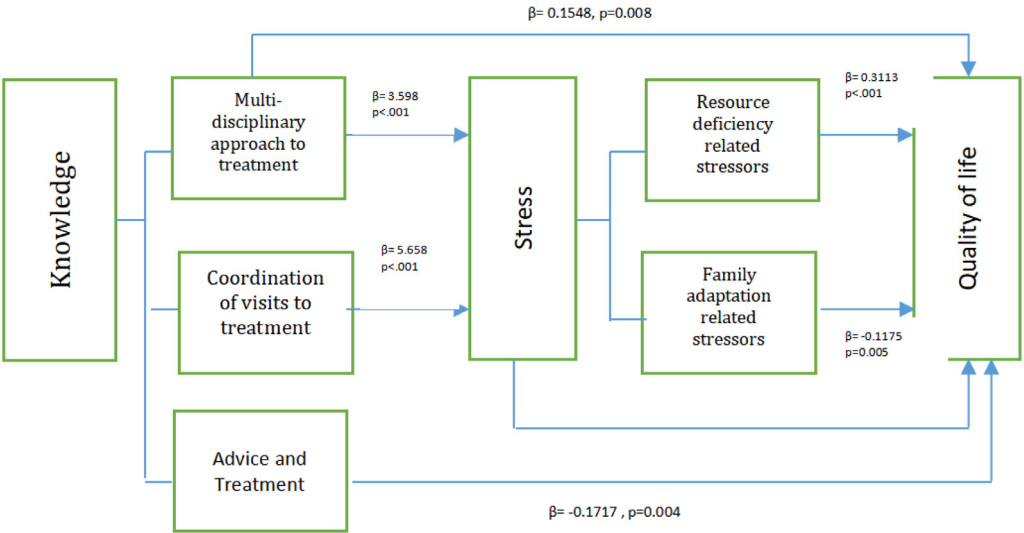 β= 0.1548, p=0.008
Knowledge
Multi-
disciplinary
approach to
treatment
β= 3.598
p<.001
Coordination
of visits to
treatment
β= 5.658
p<.001
Advice and
Treatment
Stress
Resource
deficiency
related
stressors
β= 0.3113
p<.001
Family
adaptation
related
stressors
β= -0.1175
p=0.005
Quality of life
β= -0.1717 , p=0.004